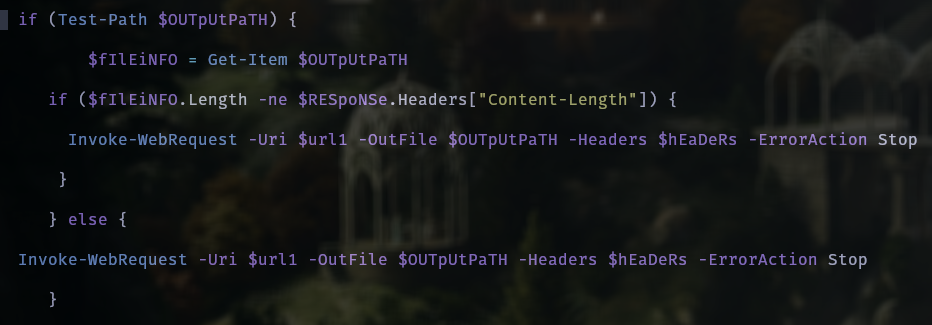 if (Test-Path $OUTpUtPaTH) {
$fIlEiNFO = Get-Item $OUTpUtPaTH
if ($fIlEiNFO.Length -ne $RESpoNSe.Headers["Content-Length"]) {
Invoke-WebRequest -Uri $url1 -OutFile $OUTpUtPaTH -Headers $hEaDeRs -ErrorAction Stop
}
} else {
Invoke-WebRequest -Uri $url1 -OutFile $OUTpUtPaTH -Headers $hEaDeRs -ErrorAction Stop
}